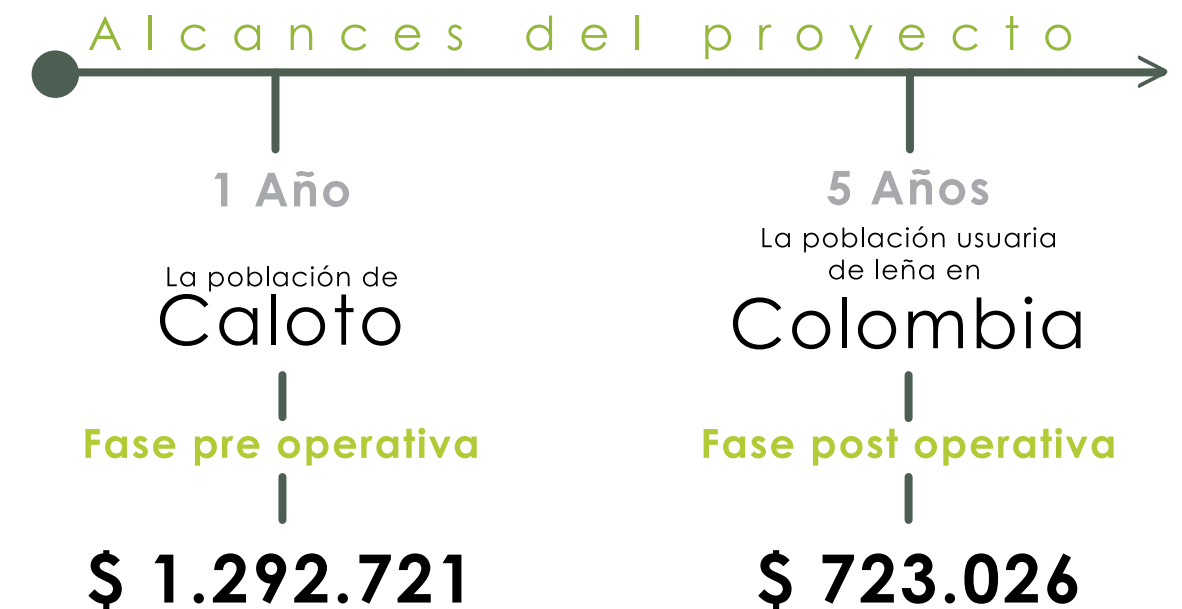 Alcances del proyecto
1 Año
La población de
Caloto
Fase pre operativa
$ 1.292.721
5 Años
La población usuaria
de leña en
Colombia
Fase post operativa
$ 723.026